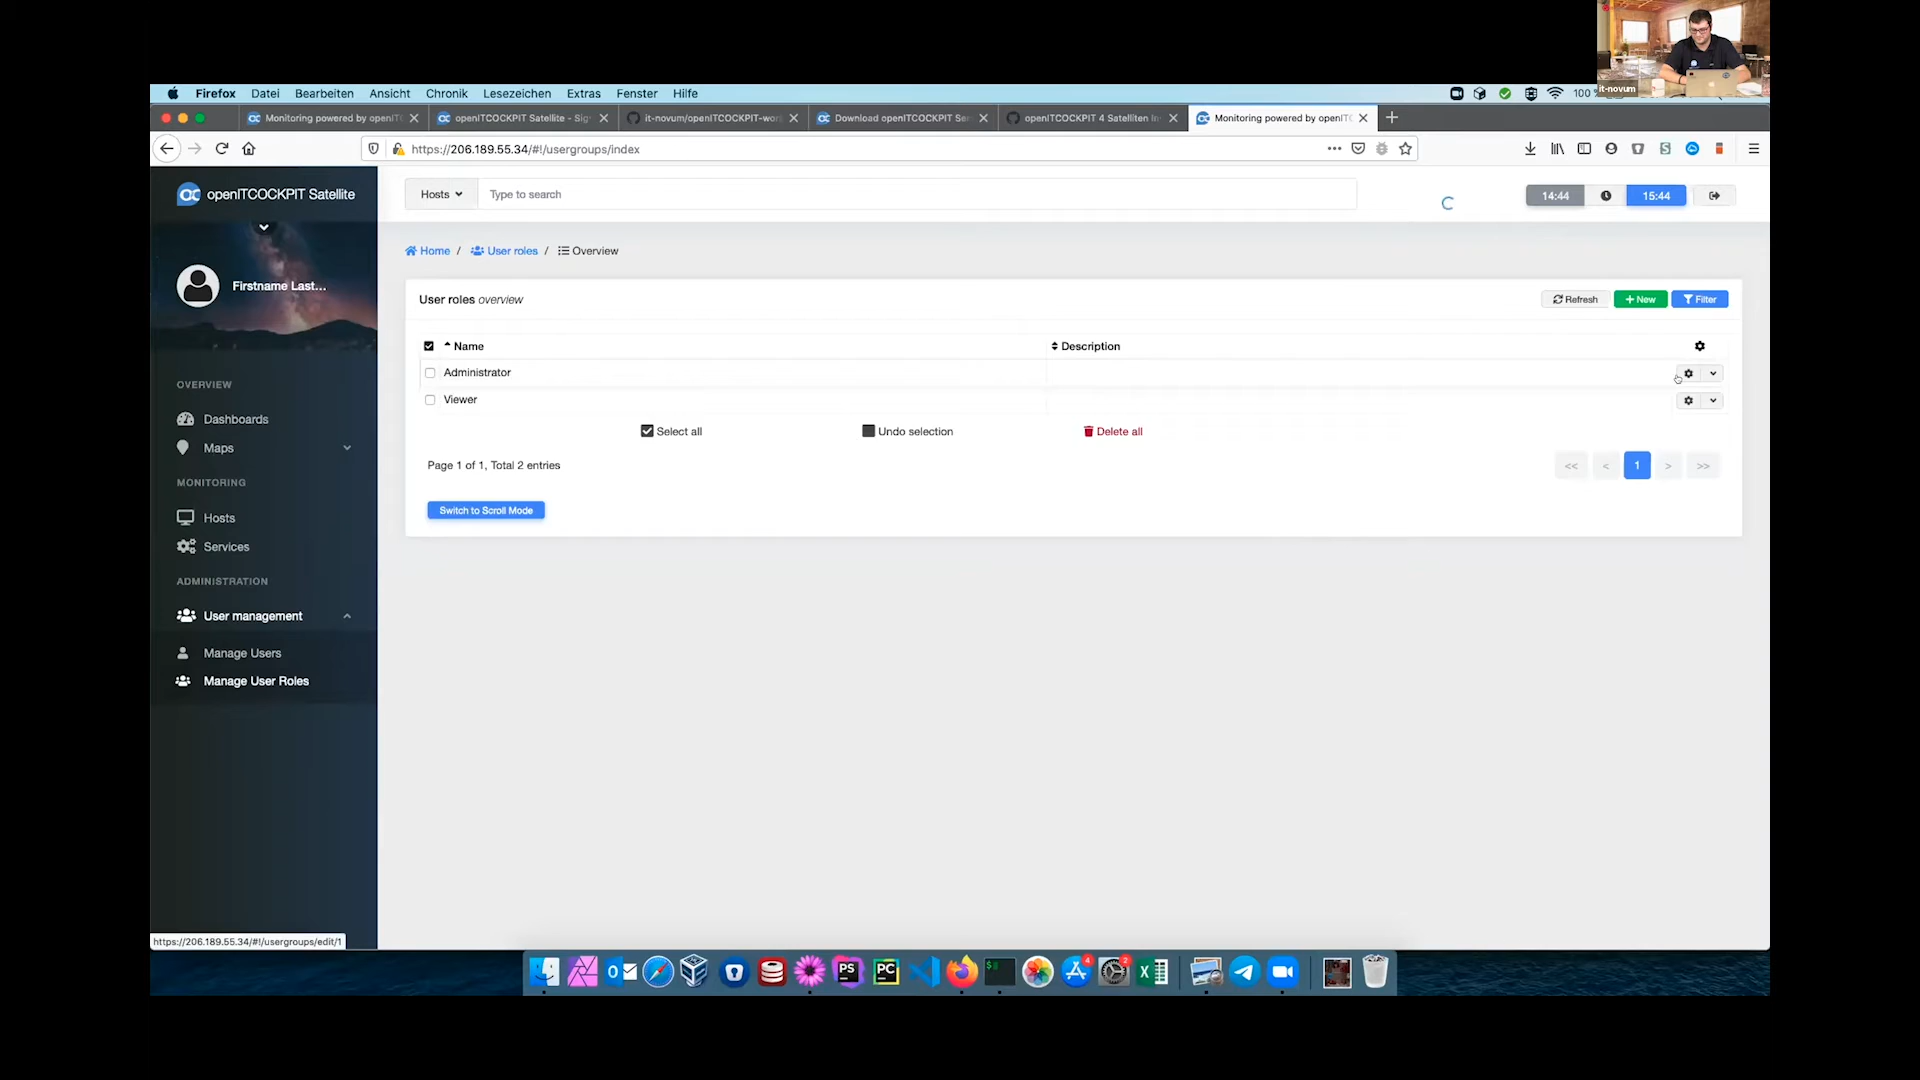 it-novum
Firefox Datei Bearbeiten Ansicht Chronik Lesezeichen Extras Fenster Hilfe 100
Monitoring powered by openITC openITCOCKPIT Satellite - Sig it-novum/openITCOCKPIT-wor Download openITCOCKPIT Ser openITCOCKPIT 4 Satelliten In Monitoring powered by openITC
https://206.189.55.34/#!/usergroups/index
openITCOCKPIT Satellite
Hosts Type to search 14:44 15:44
Home / User roles / Overview
Firstname Last...
User roles overview Refresh New Filter
Name Description
Administrator
Viewer
Select all Undo selection Delete all
Page 1 of 1, Total 2 entries << < 1 > >>
Switch to Scroll Mode
OVERVIEW
Dashboards
Maps
MONITORING
Hosts
Services
ADMINISTRATION
User management
Manage Users
Manage User Roles
https://206.189.55.34/#!/usergroups/edit/1
PS PC 4 2